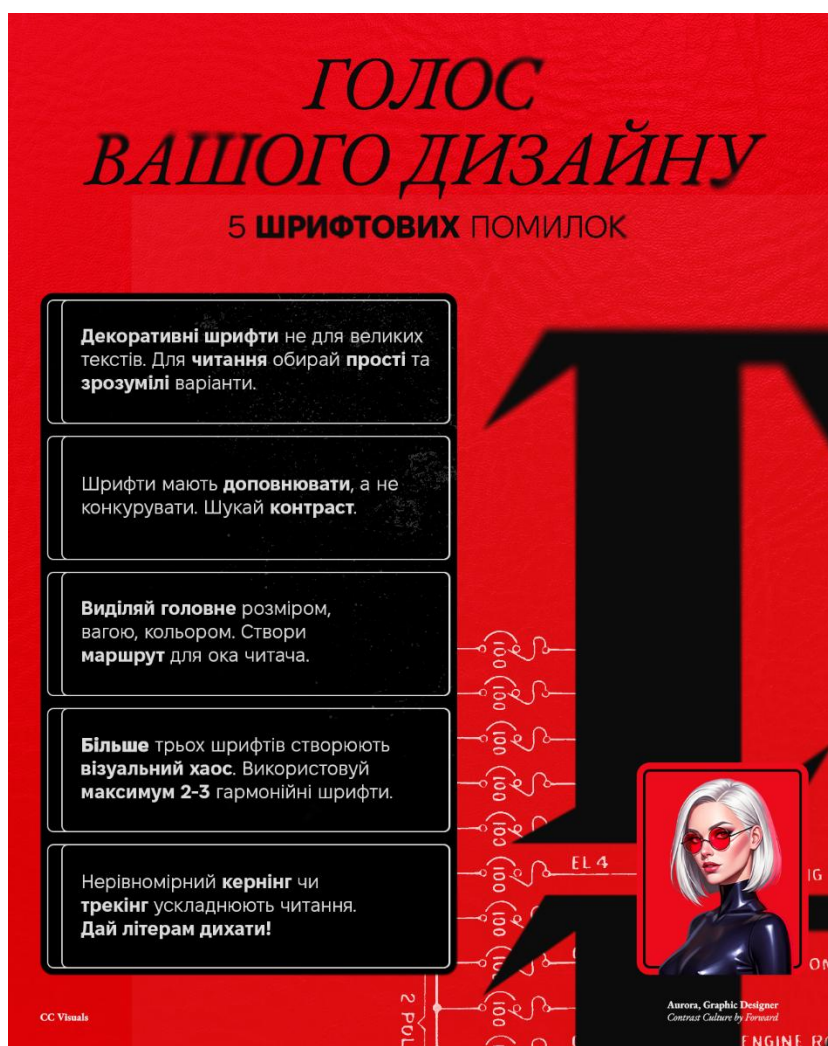 ГОЛОС
ВАШОГО ДИЗАЙНУ
5 ШРИФТОВИХ ПОМИЛОК
Декоративні шрифти не для великих
текстів. Для читання обирай прості та
зрозумілі варіанти.
Шрифти мають доповнювати, а не
конкурувати. Шукай контраст.
Виділяй головне розміром,
вагою, кольором. Створи
маршрут для ока читача.
Більше трьох шрифтів створюють
візуальний хаос. Використовуй
максимум 2-3 гармонійні шрифти.
Нерівномірний кернінг чи
трекінг ускладнюють читання.
Дай літерам дихати!
EL 4
2 POL
CC Visuals
Aurora, Graphic Designer
Contrast Culture by Forward